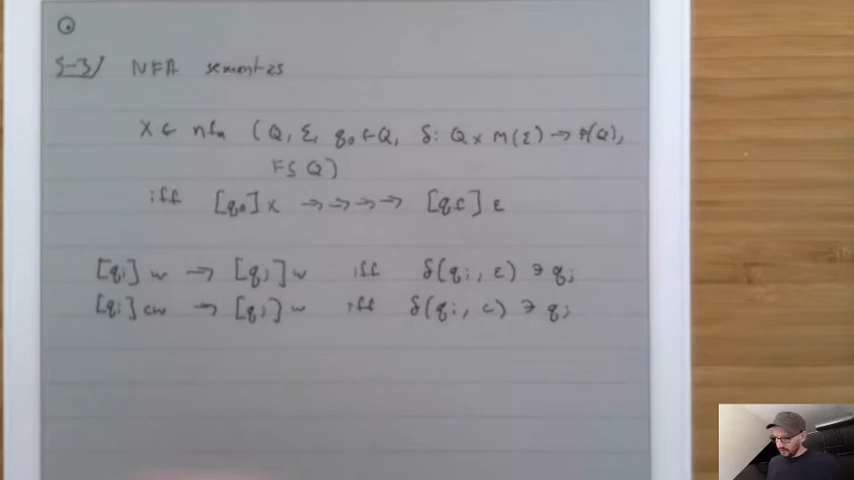 5-3/ NFA semantics
x ∈ nfa (Q, Σ, q₀ ∈ Q, δ: Q × M(Σ) → P(Q),
F ⊆ Q)
iff [q₀] x →→→→ [qf] ε
[qi] w → [qj] w iff δ(qi, ε) ∋ qj
[qi] cw → [qj] w iff δ(qi, c) ∋ qj